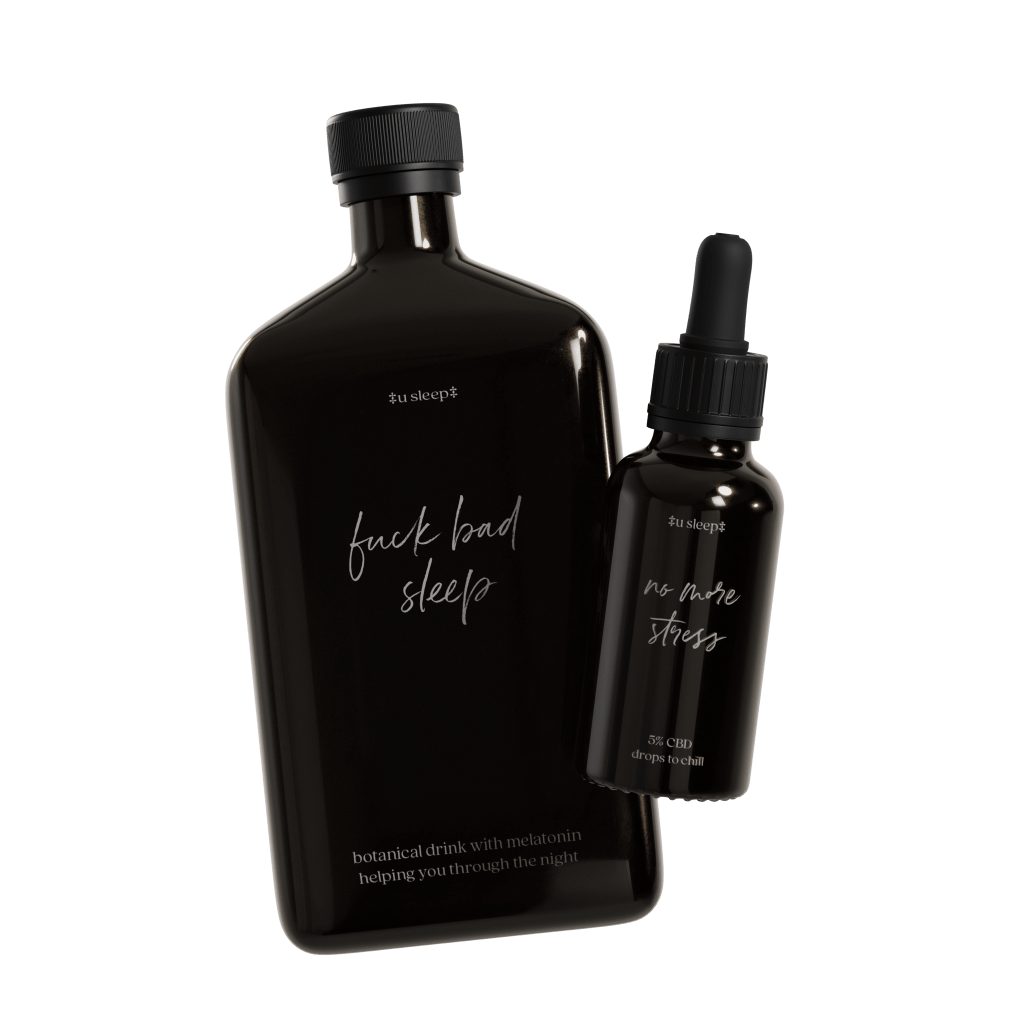 ‡u sleep‡
fuck bad
sleep
botanical drink with melatonin
helping you through the night
‡u sleep‡
no more
stress
5% CBD
drops to chill